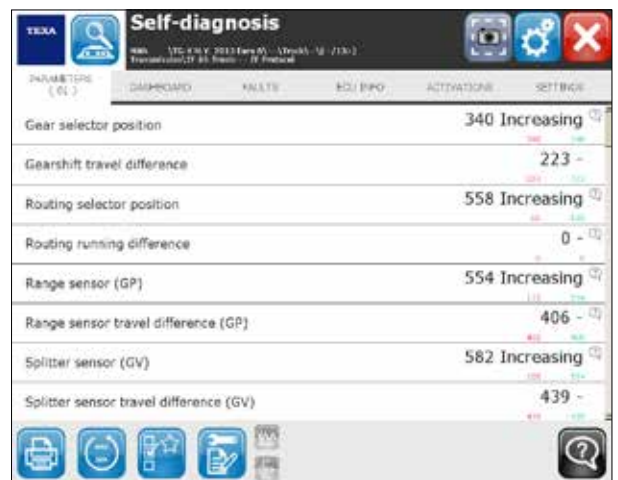 TEXA
Self-diagnosis
PARAMETERS
DASHBOARD
FAULTS
ECU INFO
ACTIVATIONS
SETTINGS
Gear selector position
340 Increasing
Gearshift travel difference
223 -
Routing selector position
558 Increasing
Routing running difference
0 -
Range sensor (GP)
554 Increasing
Range sensor travel difference (GP)
406 -
Splitter sensor (GV)
582 Increasing
Splitter sensor travel difference (GV)
439 -